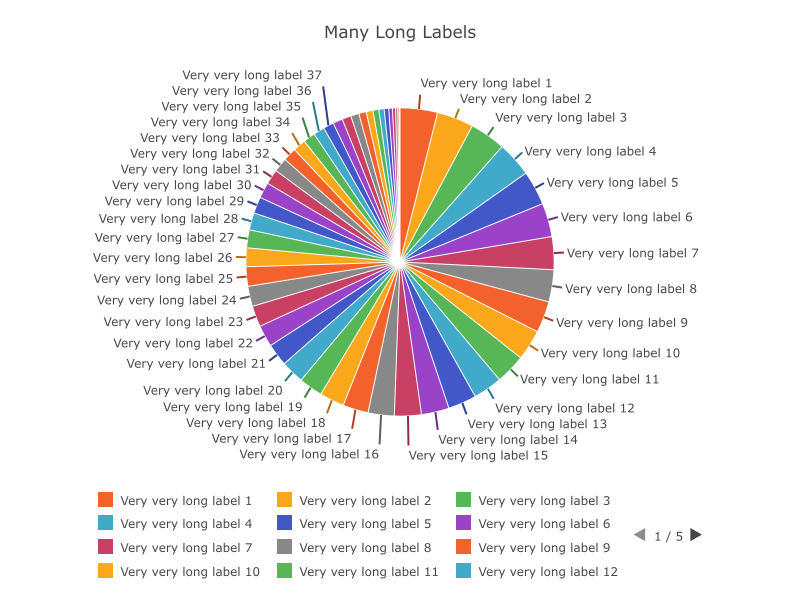 Many Long Labels
Very very long label 37
Very very long label 36
Very very long label 35
Very very long label 34
Very very long label 33
Very very long label 32
Very very long label 31
Very very long label 30
Very very long label 29
Very very long label 28
Very very long label 27
Very very long label 26
Very very long label 25
Very very long label 24
Very very long label 23
Very very long label 22
Very very long label 21
Very very long label 20
Very very long label 19
Very very long label 18
Very very long label 17
Very very long label 16
Very very long label 1
Very very long label 2
Very very long label 3
Very very long label 4
Very very long label 5
Very very long label 6
Very very long label 7
Very very long label 8
Very very long label 9
Very very long label 10
Very very long label 11
Very very long label 12
Very very long label 13
Very very long label 14
Very very long label 15
Very very long label 1 Very very long label 2 Very very long label 3
Very very long label 4 Very very long label 5 Very very long label 6
Very very long label 7 Very very long label 8 Very very long label 9
Very very long label 10 Very very long label 11 Very very long label 12
1 / 5